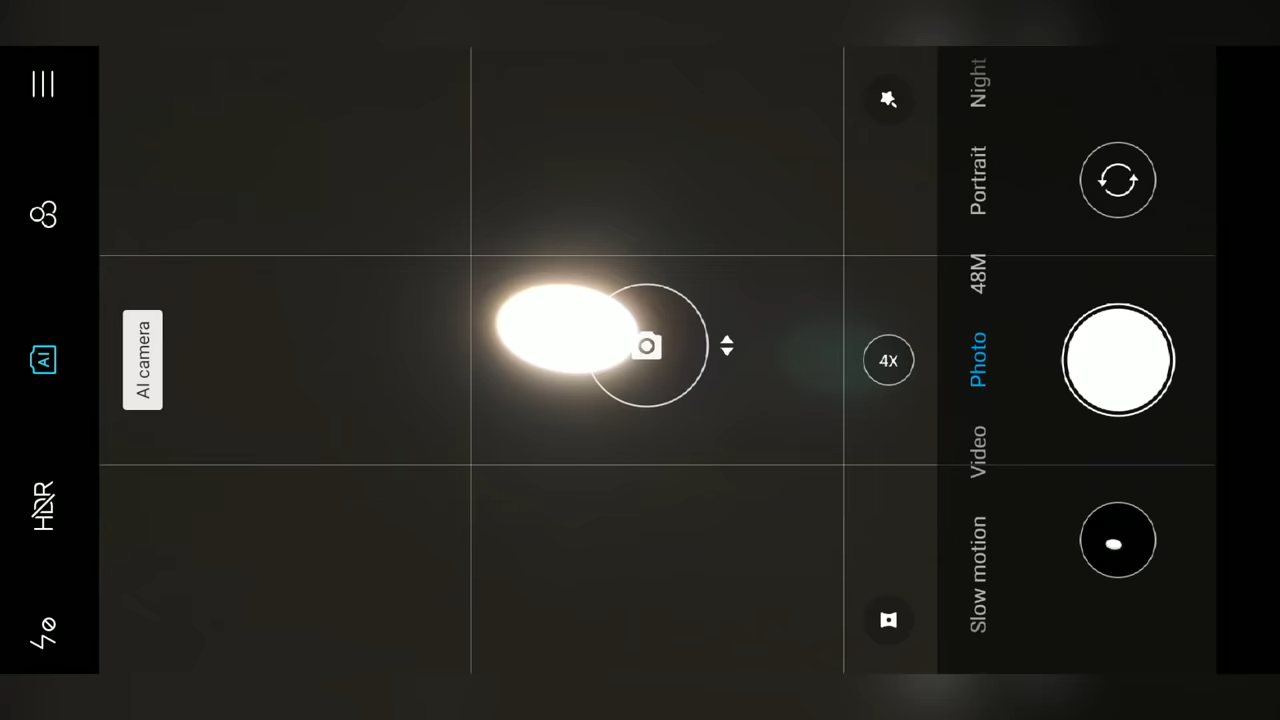 HDR
AI
AI camera
4X
Slow motion
Video
Photo
48M
Portrait
Night